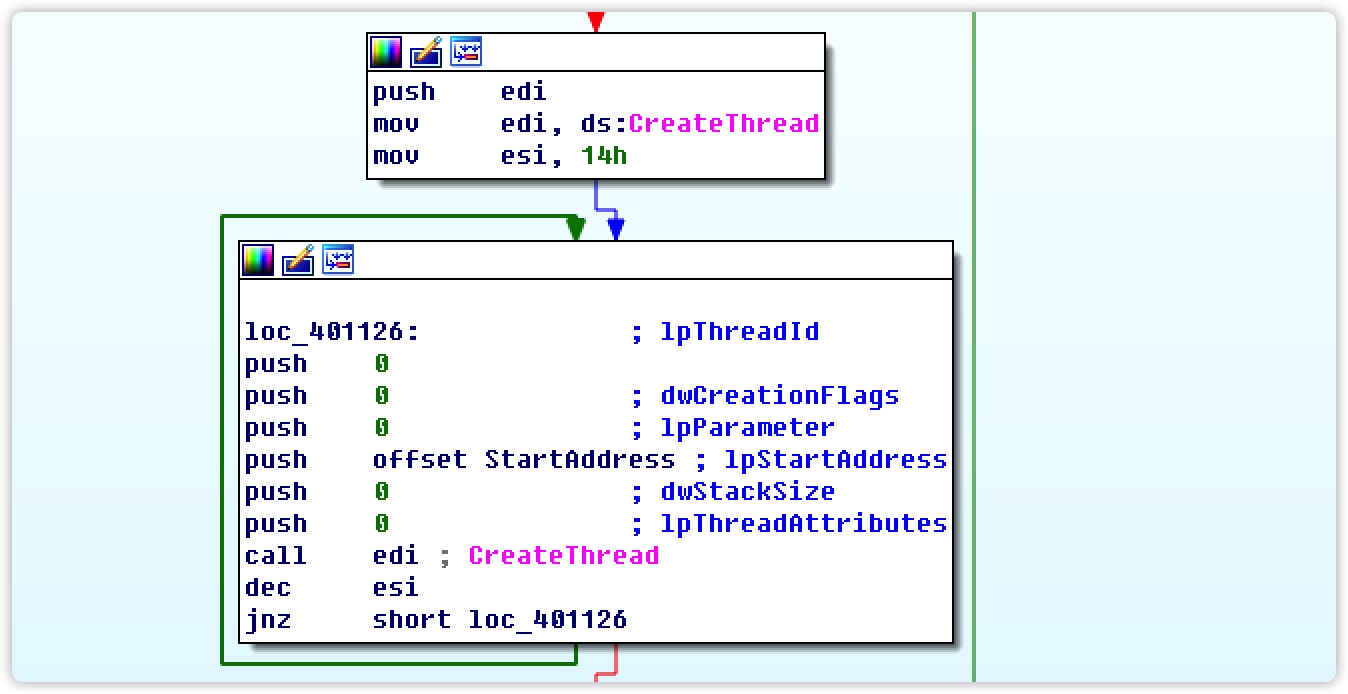 push    edi
mov     edi, ds:CreateThread
mov     esi, 14h
loc_401126:             ; lpThreadId
push    0
push    0               ; dwCreationFlags
push    0               ; lpParameter
push    offset StartAddress ; lpStartAddress
push    0               ; dwStackSize
push    0               ; lpThreadAttributes
call    edi ; CreateThread
dec     esi
jnz     short loc_401126